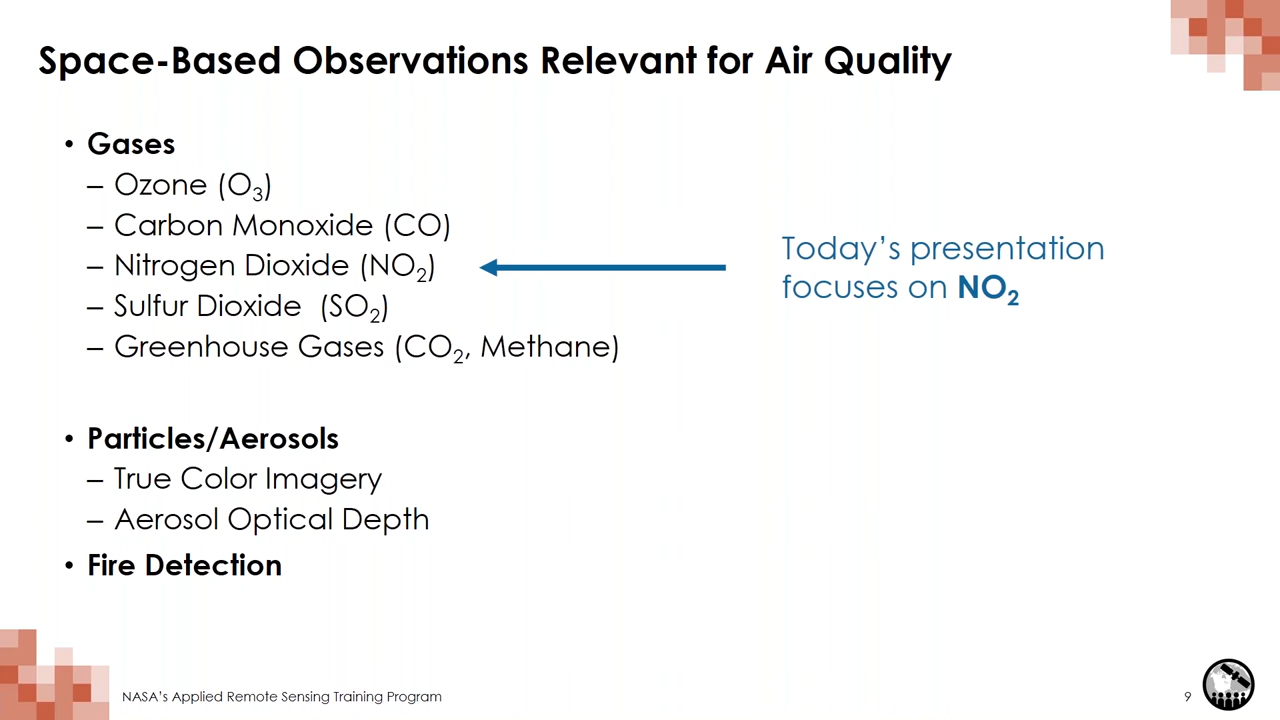 Space-Based Observations Relevant for Air Quality
• Gases
– Ozone (O₃)
– Carbon Monoxide (CO)
– Nitrogen Dioxide (NO₂)
– Sulfur Dioxide (SO₂)
– Greenhouse Gases (CO₂, Methane)
Today’s presentation
focuses on NO₂
• Particles/Aerosols
– True Color Imagery
– Aerosol Optical Depth
• Fire Detection
NASA’s Applied Remote Sensing Training Program
9